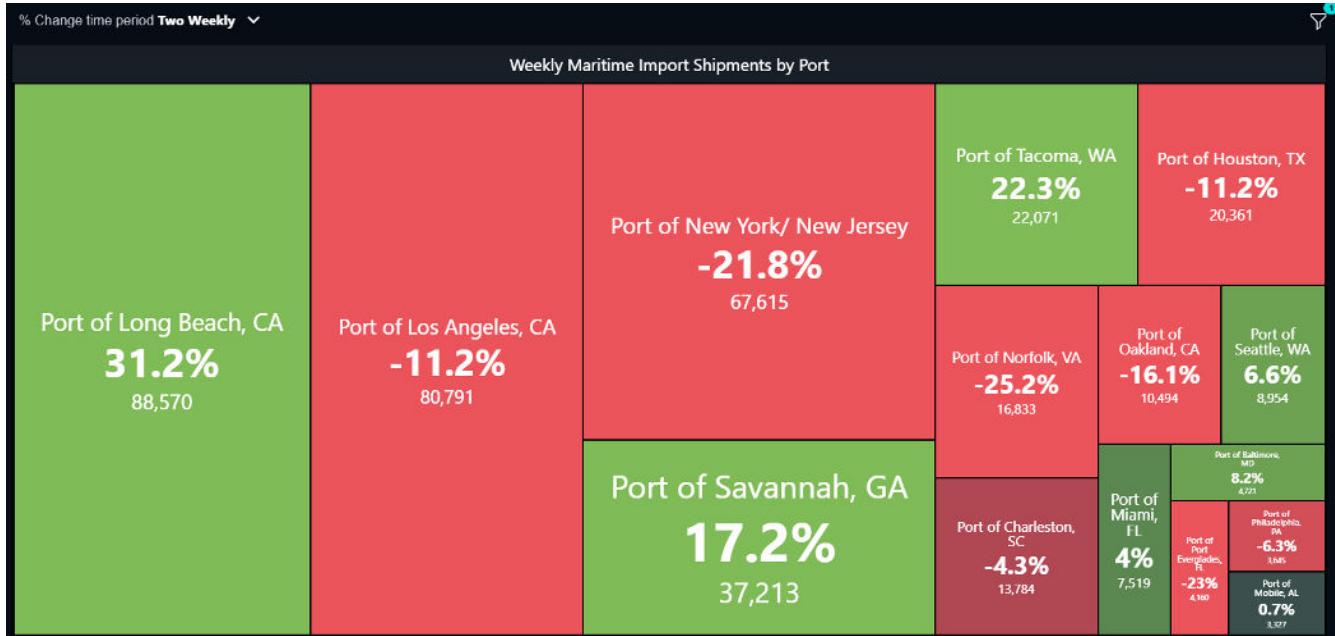 % Change time period Two Weekly
1
Weekly Maritime Import Shipments by Port
Port of Long Beach, CA
31.2%
88,570
Port of Los Angeles, CA
-11.2%
80,791
Port of New York/ New Jersey
-21.8%
67,615
Port of Savannah, GA
17.2%
37,213
Port of Tacoma, WA
22.3%
22,071
Port of Houston, TX
-11.2%
20,361
Port of Norfolk, VA
-25.2%
16,833
Port of
Oakland, CA
-16.1%
10,494
Port of
Seattle, WA
6.6%
8,954
Port of Charleston,
SC
-4.3%
13,784
Port of
Miami,
FL
4%
7,519
Port of Baltimore,
MD
8.2%
4,721
Port of
Port
Everglades,
FL
-23%
4,160
Port of
Philadelphia,
PA
-6.3%
3,645
Port of
Mobile, AL
0.7%
3,327